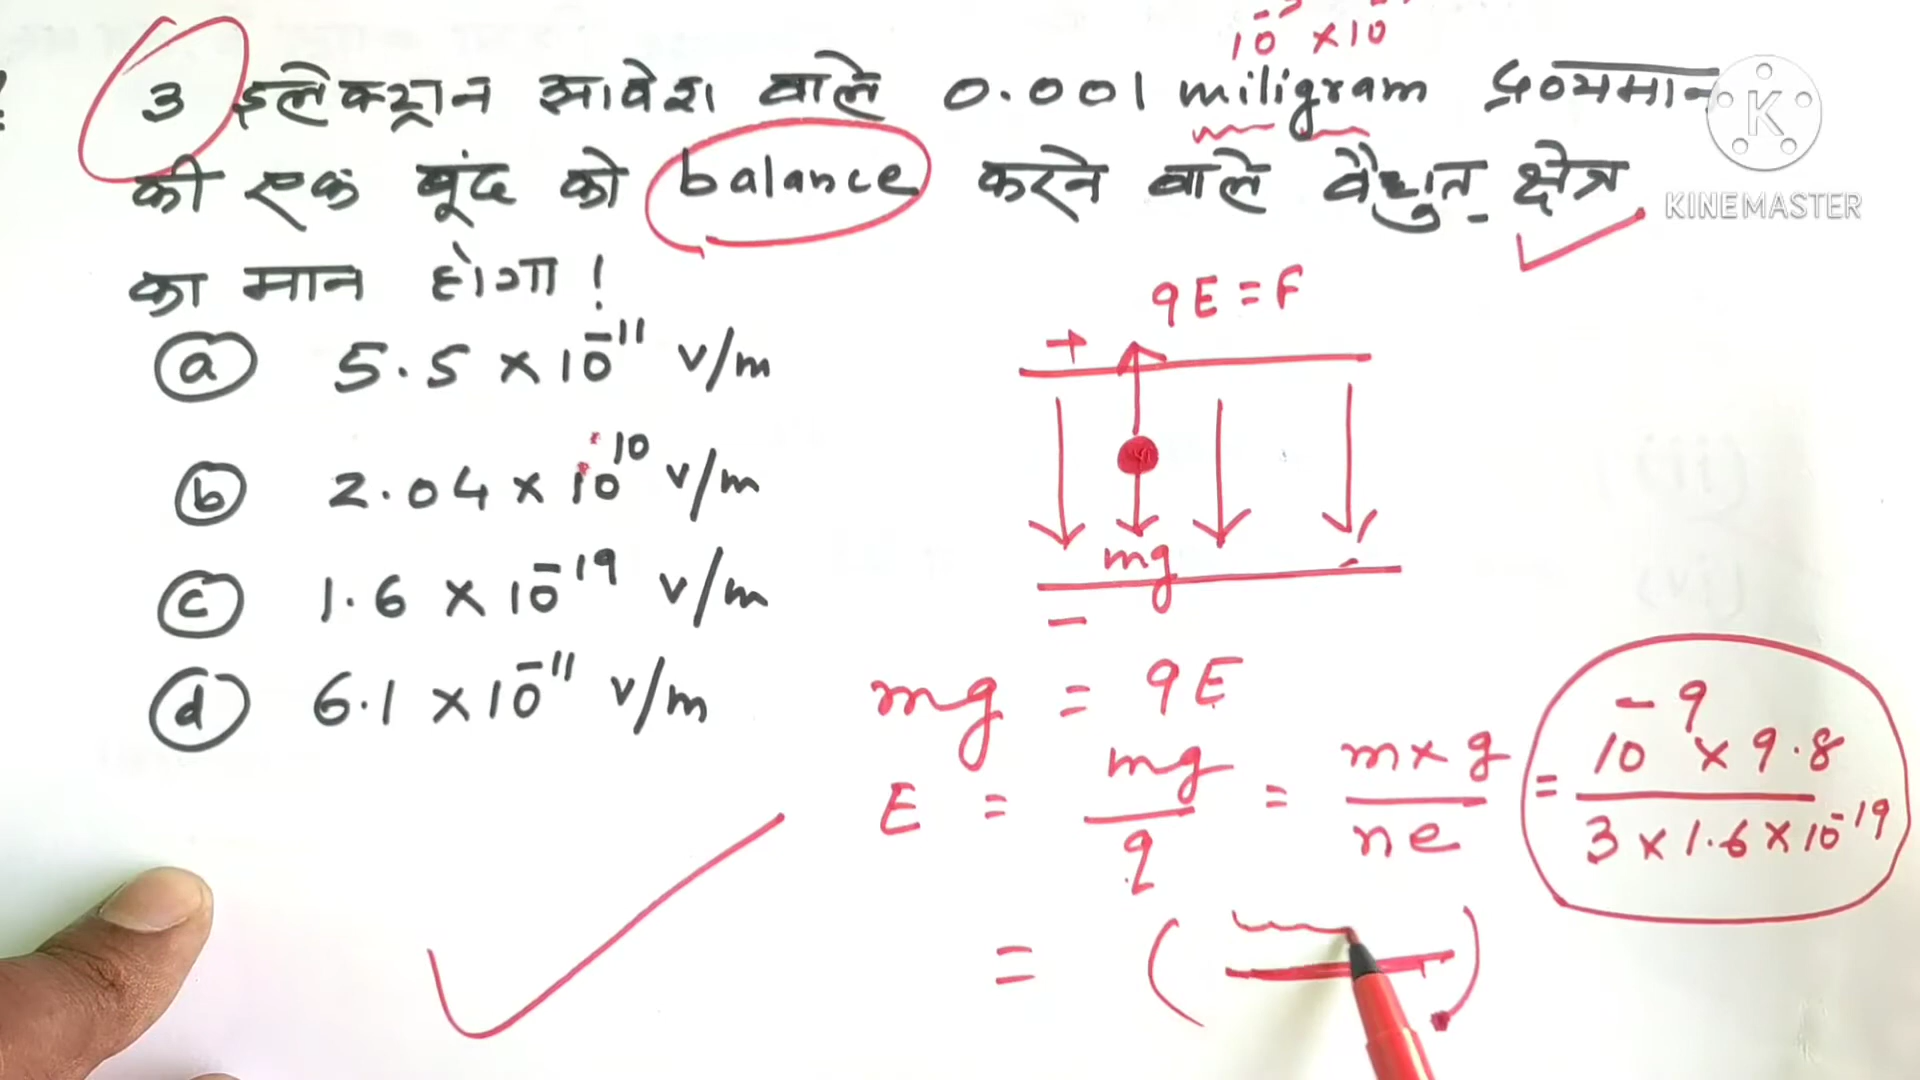 10⁻³ × 10⁻
3 इलेक्ट्रान आवेश वाले 0.001 miligram द्रव्यमान
की एक बूंद को balance करने वाले वैद्युत क्षेत्र
का मान होगा !
K
KINEMASTER
qE = F
(a) 5.5 × 10⁻¹¹ v/m
+
(b) 2.04 × 10¹⁰ v/m
mg
(c) 1.6 × 10⁻¹⁹ v/m
-
(d) 6.1 × 10⁻¹¹ v/m
mg = qE
E = mg/q = m×g/ne = 10⁻⁹ × 9.8/3 × 1.6 × 10⁻¹⁹
= ( )